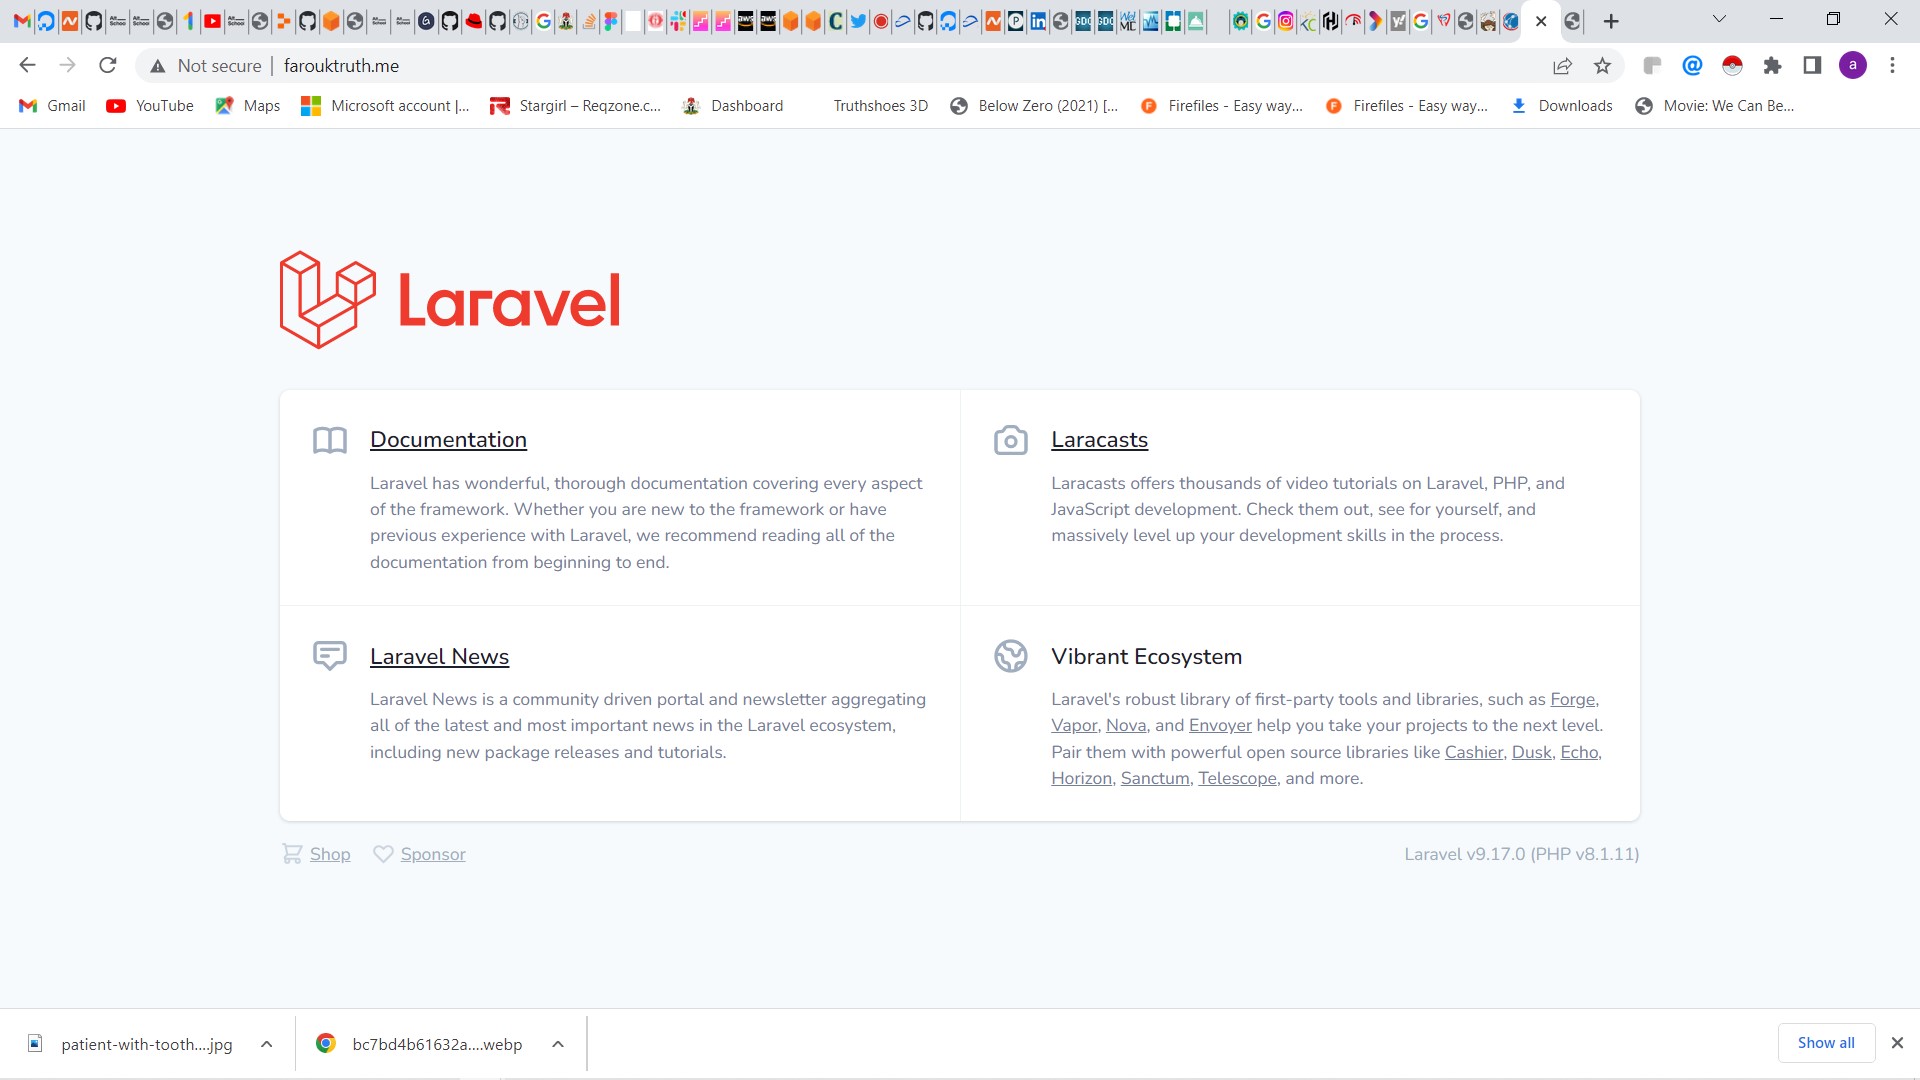 Not secure farouktruth.me
a
Gmail YouTube Maps Microsoft account |... Stargirl – Reqzone.c... Dashboard Truthshoes 3D Below Zero (2021) [... Firefiles - Easy way... Firefiles - Easy way... Downloads Movie: We Can Be...
Laravel
Documentation
Laravel has wonderful, thorough documentation covering every aspect
of the framework. Whether you are new to the framework or have
previous experience with Laravel, we recommend reading all of the
documentation from beginning to end.
Laracasts
Laracasts offers thousands of video tutorials on Laravel, PHP, and
JavaScript development. Check them out, see for yourself, and
massively level up your development skills in the process.
Laravel News
Laravel News is a community driven portal and newsletter aggregating
all of the latest and most important news in the Laravel ecosystem,
including new package releases and tutorials.
Vibrant Ecosystem
Laravel's robust library of first-party tools and libraries, such as Forge,
Vapor, Nova, and Envoyer help you take your projects to the next level.
Pair them with powerful open source libraries like Cashier, Dusk, Echo,
Horizon, Sanctum, Telescope, and more.
Shop Sponsor
Laravel v9.17.0 (PHP v8.1.11)
patient-with-tooth....jpg bc7bd4b61632a....webp Show all